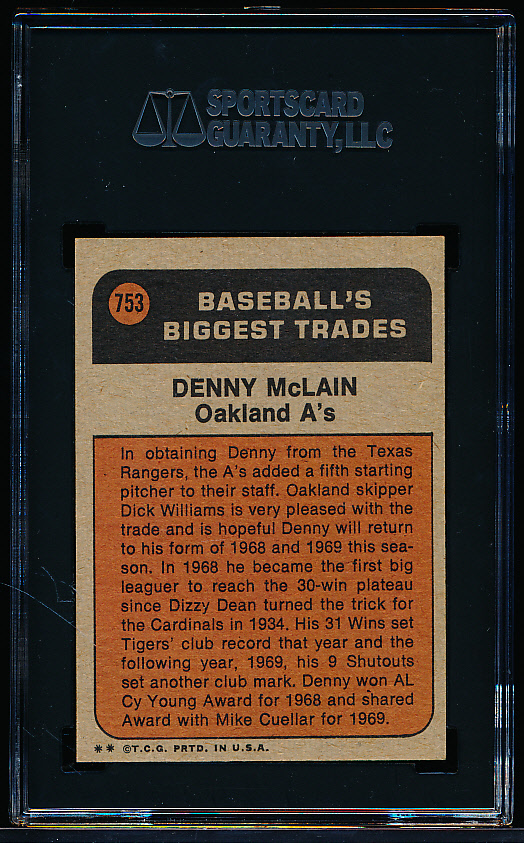 SPORTSCARD
GUARANTY, LLC
753
BASEBALL'S
BIGGEST TRADES
DENNY McLAIN
Oakland A's
In obtaining Denny from the Texas
Rangers, the A's added a fifth starting
pitcher to their staff. Oakland skipper
Dick Williams is very pleased with the
trade and is hopeful Denny will return
to his form of 1968 and 1969 this sea-
son. In 1968 he became the first big
leaguer to reach the 30-win plateau
since Dizzy Dean turned the trick for
the Cardinals in 1934. His 31 Wins set
Tigers' club record that year and the
following year, 1969, his 9 Shutouts
set another club mark. Denny won AL
Cy Young Award for 1968 and shared
Award with Mike Cuellar for 1969.
** ©T.C.G. PRTD. IN U.S.A.